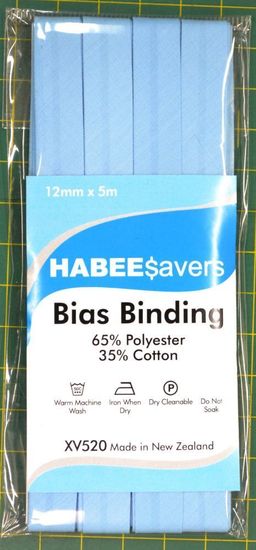 12mm x 5m
HABEE$avers
Bias Binding
65% Polyester
35% Cotton
Warm Machine Wash
Iron When Dry
Dry Cleanable
Do Not Soak
XV520 Made in New Zealand